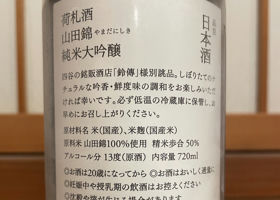 品目
日本酒
荷札酒
山田錦 やまだにしき
純米大吟醸
四谷の銘販酒店「鈴傳」様別誂品。しぼりたてのナ
チュラルな吟香・鮮度味の調和をお楽しみいただ
ければ幸いです。必ず低温の冷蔵庫に保管し、お
早めにお召し上がりください。
原材料名 米(国産)、米麹(国産米)
原料米 山田錦100%使用 精米歩合 50%
アルコール分 13度(原酒) 内容量 720ml
◎お酒は20歳になってから ◎お酒はおいしく適量に
◎妊娠中や授乳期の飲酒はお控えください